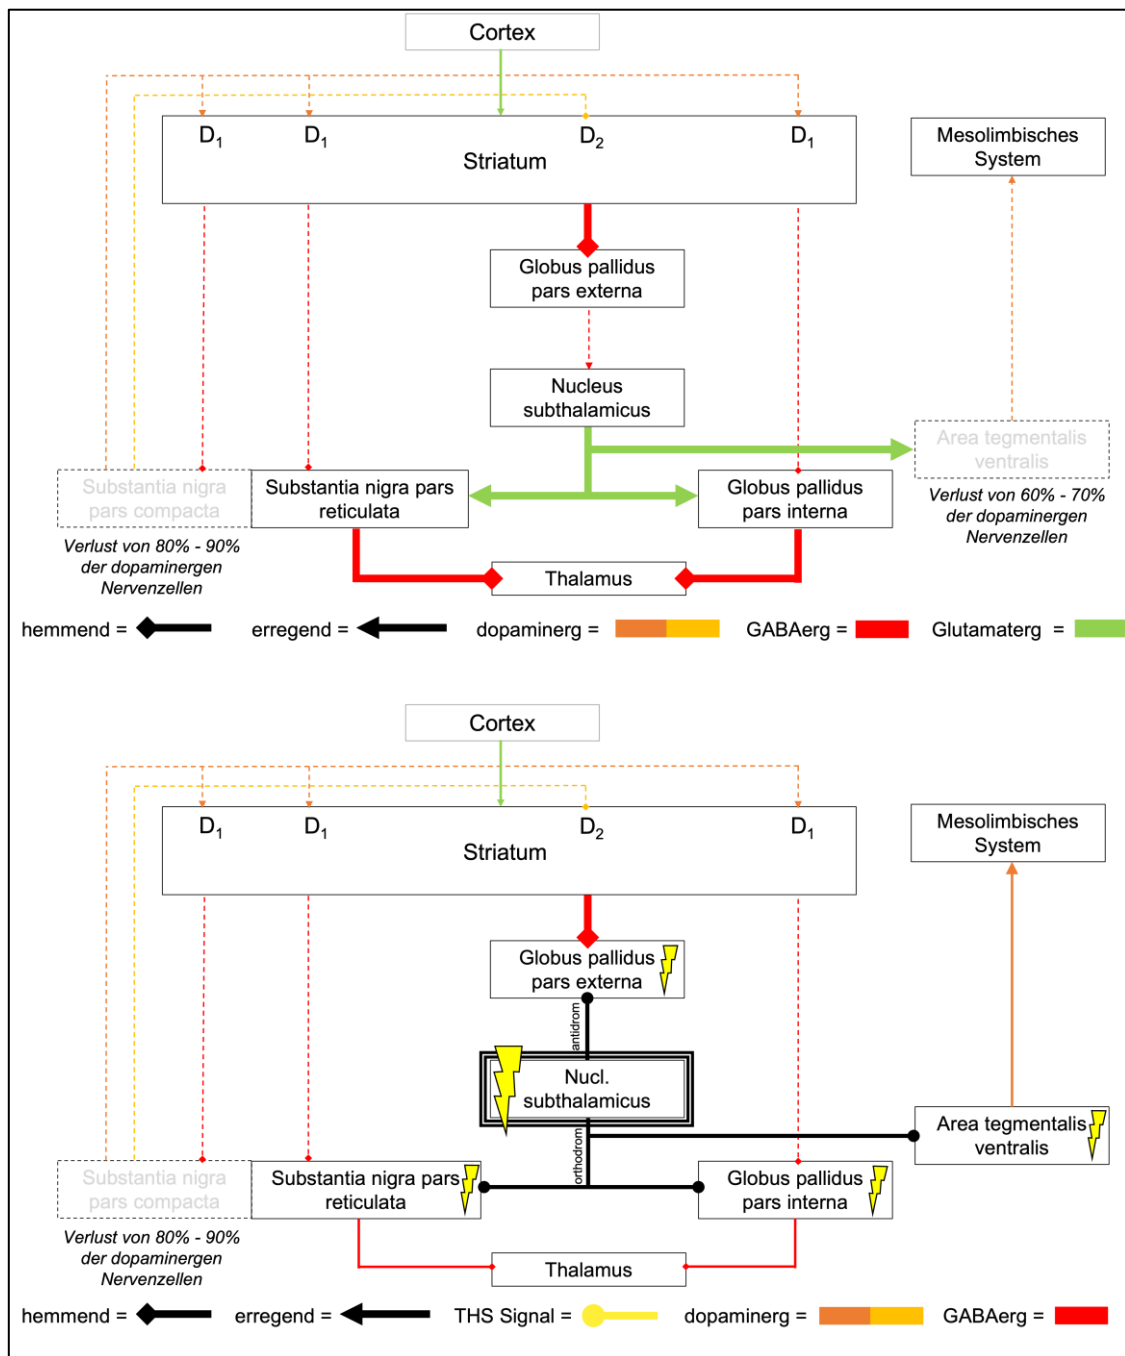 Cortex
D1 D1 D2 D1
Striatum
Mesolimbisches
System
Globus pallidus
pars externa
Nucleus
subthalamicus
Area tegmentalis
ventralis
Verlust von 60% - 70%
der dopaminergen
Nervenzellen
Substantia nigra
pars compacta
Verlust von 80% - 90%
der dopaminergen
Nervenzellen
Substantia nigra pars
reticulata
Globus pallidus
pars interna
Thalamus
hemmend = erregend = dopaminerg = GABAerg = Glutamaterg =
Cortex
D1 D1 D2 D1
Striatum
Mesolimbisches
System
Globus pallidus
pars externa
antidrom
Nucl.
subthalamicus
orthodrom
Area tegmentalis
ventralis
Substantia nigra
pars compacta
Verlust von 80% - 90%
der dopaminergen
Nervenzellen
Substantia nigra pars
reticulata
Globus pallidus
pars interna
Thalamus
hemmend = erregend = THS Signal = dopaminerg = GABAerg =